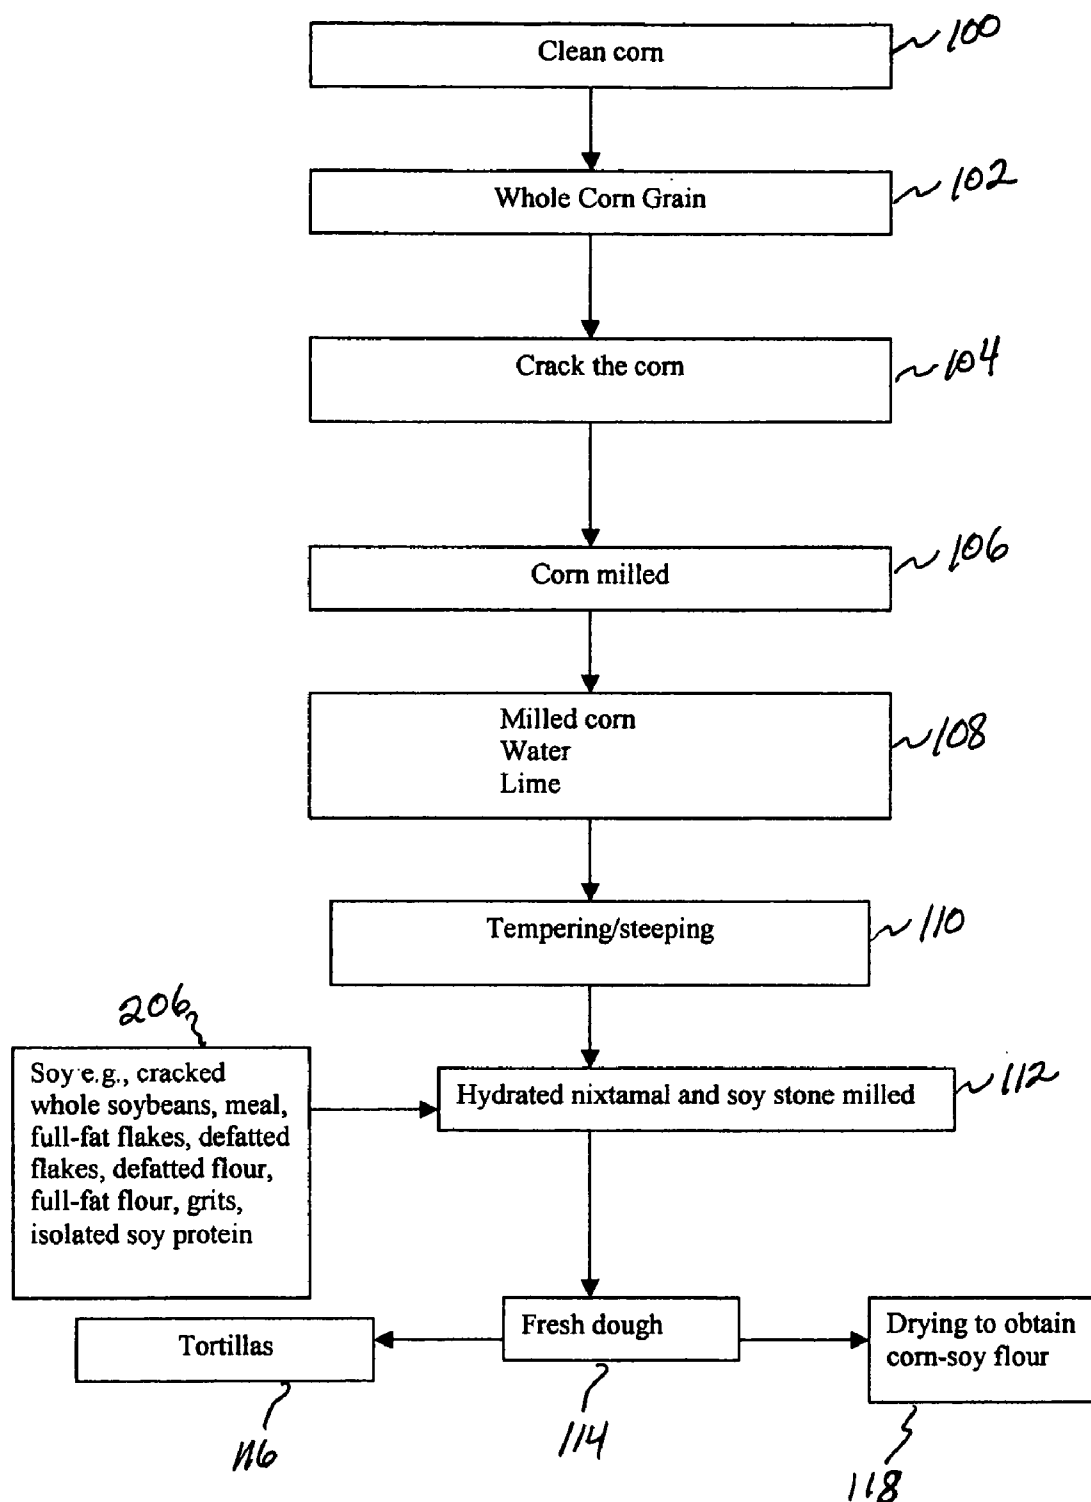 Clean corn
100
Whole Corn Grain
102
Crack the corn
104
Corn milled
106
Milled corn
Water
Lime
108
Tempering/steeping
110
206
Soy e.g., cracked
whole soybeans, meal,
full-fat flakes, defatted
flakes, defatted flour,
full-fat flour, grits,
isolated soy protein
Hydrated nixtamal and soy stone milled
112
Tortillas
Fresh dough
Drying to obtain
corn-soy flour
116
114
118